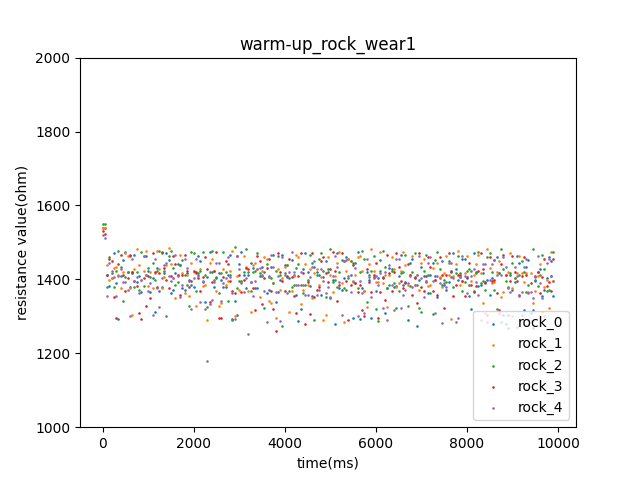 warm-up_rock_wear1
resistance value(ohm)
2000
1800
1600
1400
1200
1000
0
2000
4000
6000
8000
10000
time(ms)
rock_0
rock_1
rock_2
rock_3
rock_4